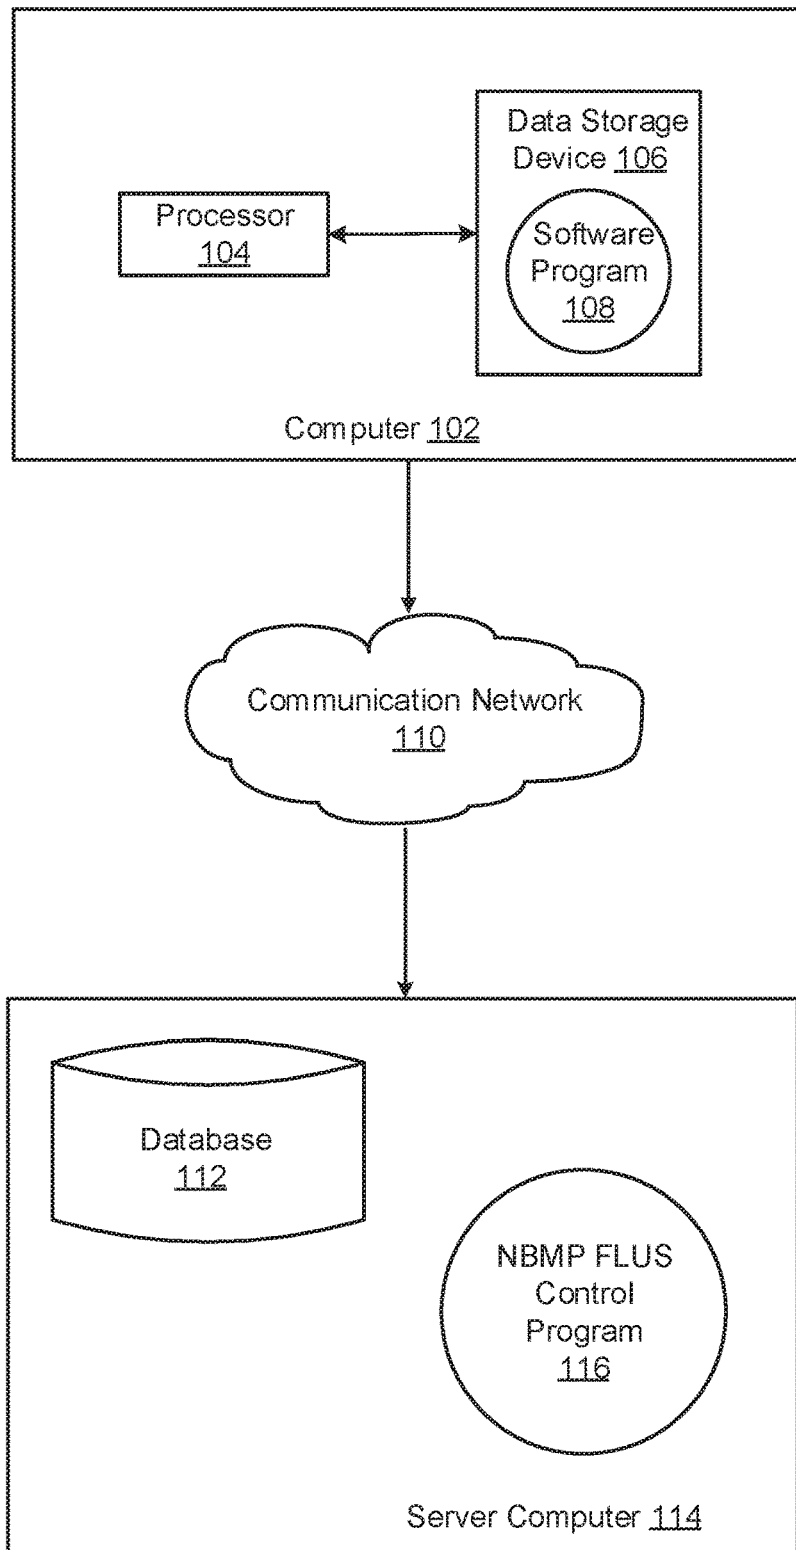 Data Storage
Device 106
Processor
104
Software
Program
108
Computer 102
Communication Network
110
Database
112
NBMP FLUS
Control
Program
116
Server Computer 114